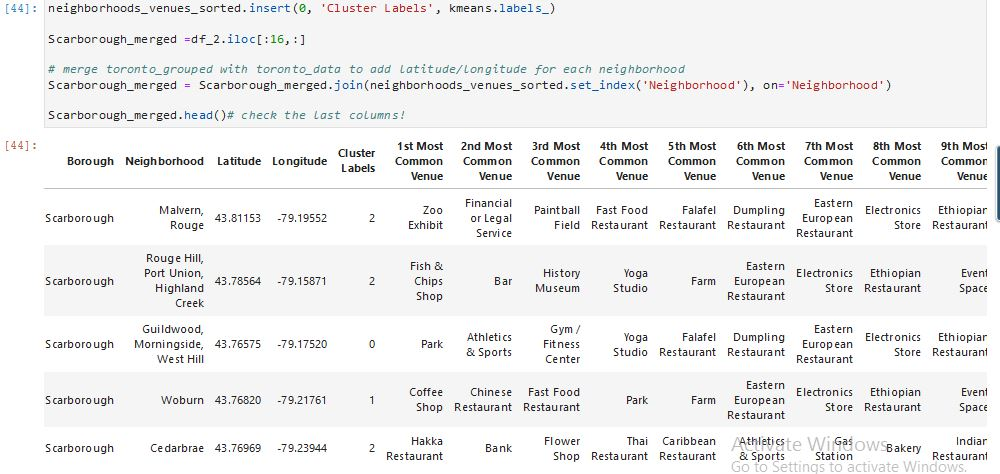 [44]: neighborhoods_venues_sorted.insert(0, 'Cluster Labels', kmeans.labels_)
Scarborough_merged =df_2.iloc[:16,:]
# merge toronto_grouped with toronto_data to add latitude/longitude for each neighborhood
Scarborough_merged = Scarborough_merged.join(neighborhoods_venues_sorted.set_index('Neighborhood'), on='Neighborhood')
Scarborough_merged.head()# check the last columns!
[44]:
Borough Neighborhood Latitude Longitude Cluster Labels 1st Most Common Venue 2nd Most Common Venue 3rd Most Common Venue 4th Most Common Venue 5th Most Common Venue 6th Most Common Venue 7th Most Common Venue 8th Most Common Venue 9th Most Common Venue
Scarborough Malvern, Rouge 43.81153 -79.19552 2 Zoo Exhibit Financial or Legal Service Paintball Field Fast Food Restaurant Falafel Restaurant Dumpling Restaurant Eastern European Restaurant Electronics Store Ethiopian Restaurant
Scarborough Rouge Hill, Port Union, Highland Creek 43.78564 -79.15871 2 Fish & Chips Shop Bar History Museum Yoga Studio Farm Eastern European Restaurant Electronics Store Ethiopian Restaurant Event Space
Scarborough Guildwood, Morningside, West Hill 43.76575 -79.17520 0 Park Athletics & Sports Gym / Fitness Center Yoga Studio Falafel Restaurant Dumpling Restaurant Eastern European Restaurant Electronics Store Ethiopian Restaurant
Scarborough Woburn 43.76820 -79.21761 1 Coffee Shop Chinese Restaurant Fast Food Restaurant Park Farm Eastern European Restaurant Electronics Store Ethiopian Restaurant Event Space
Scarborough Cedarbrae 43.76969 -79.23944 2 Hakka Restaurant Bank Flower Shop Thai Restaurant Caribbean Restaurant Athletics & Sports Gas Station Bakery Indian Restaurant
Activate Windows
Go to Settings to activate Windows.